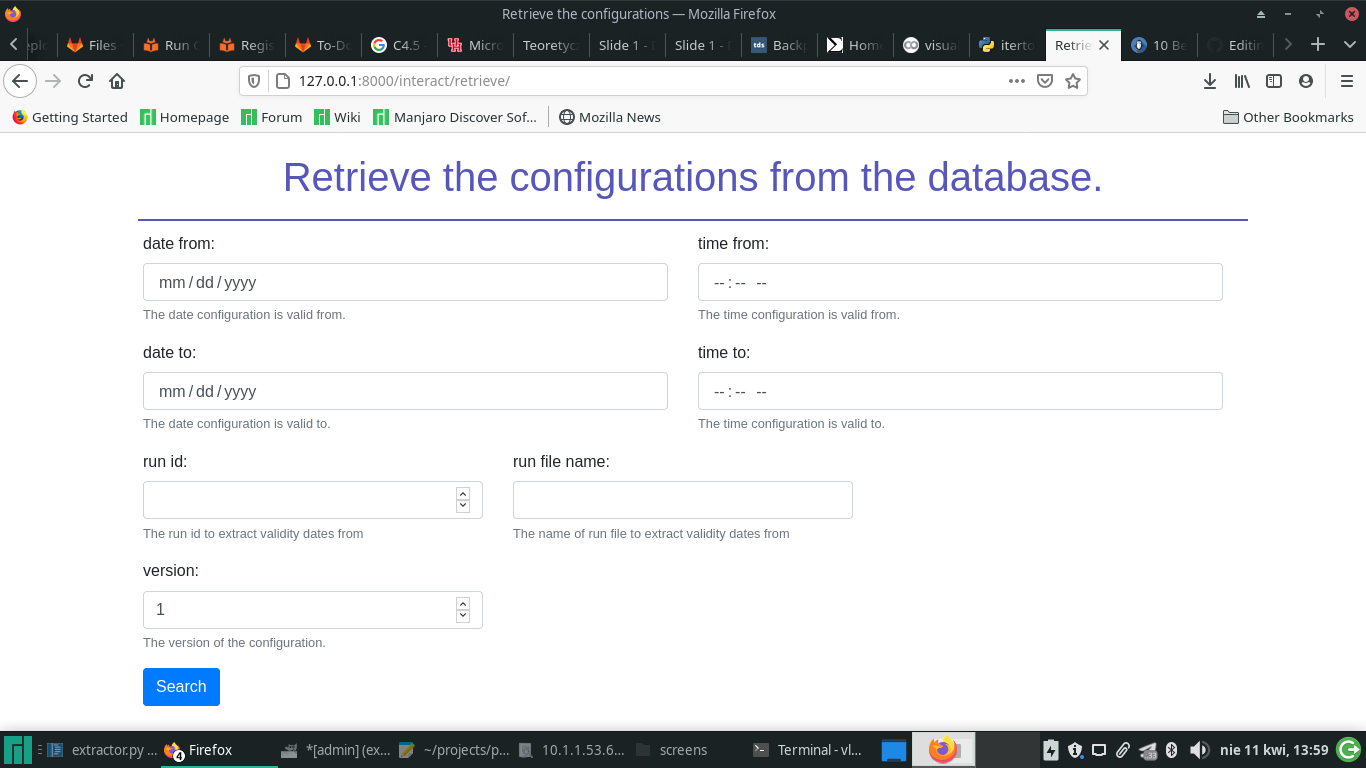 Retrieve the configurations — Mozilla Firefox
Files
Run
Regis
To-Do
C4.5 -
Micro
Teoretycz
Slide 1 -
Slide 1 -
tds Back
Hom
visua
iterto
Retrie
10 Be
Editin
127.0.0.1:8000/interact/retrieve/
Getting Started
Homepage
Forum
Wiki
Manjaro Discover Sof...
Mozilla News
Other Bookmarks
Retrieve the configurations from the database.
date from:
time from:
mm / dd / yyyy
-- : -- --
The date configuration is valid from.
The time configuration is valid from.
date to:
time to:
mm / dd / yyyy
-- : -- --
The date configuration is valid to.
The time configuration is valid to.
run id:
run file name:
The run id to extract validity dates from
The name of run file to extract validity dates from
version:
1
The version of the configuration.
Search
extractor.py ...
4 Firefox
*[admin] (ex...
~/projects/p...
10.1.1.53.6...
screens
Terminal - vl...
nie 11 kwi, 13:59